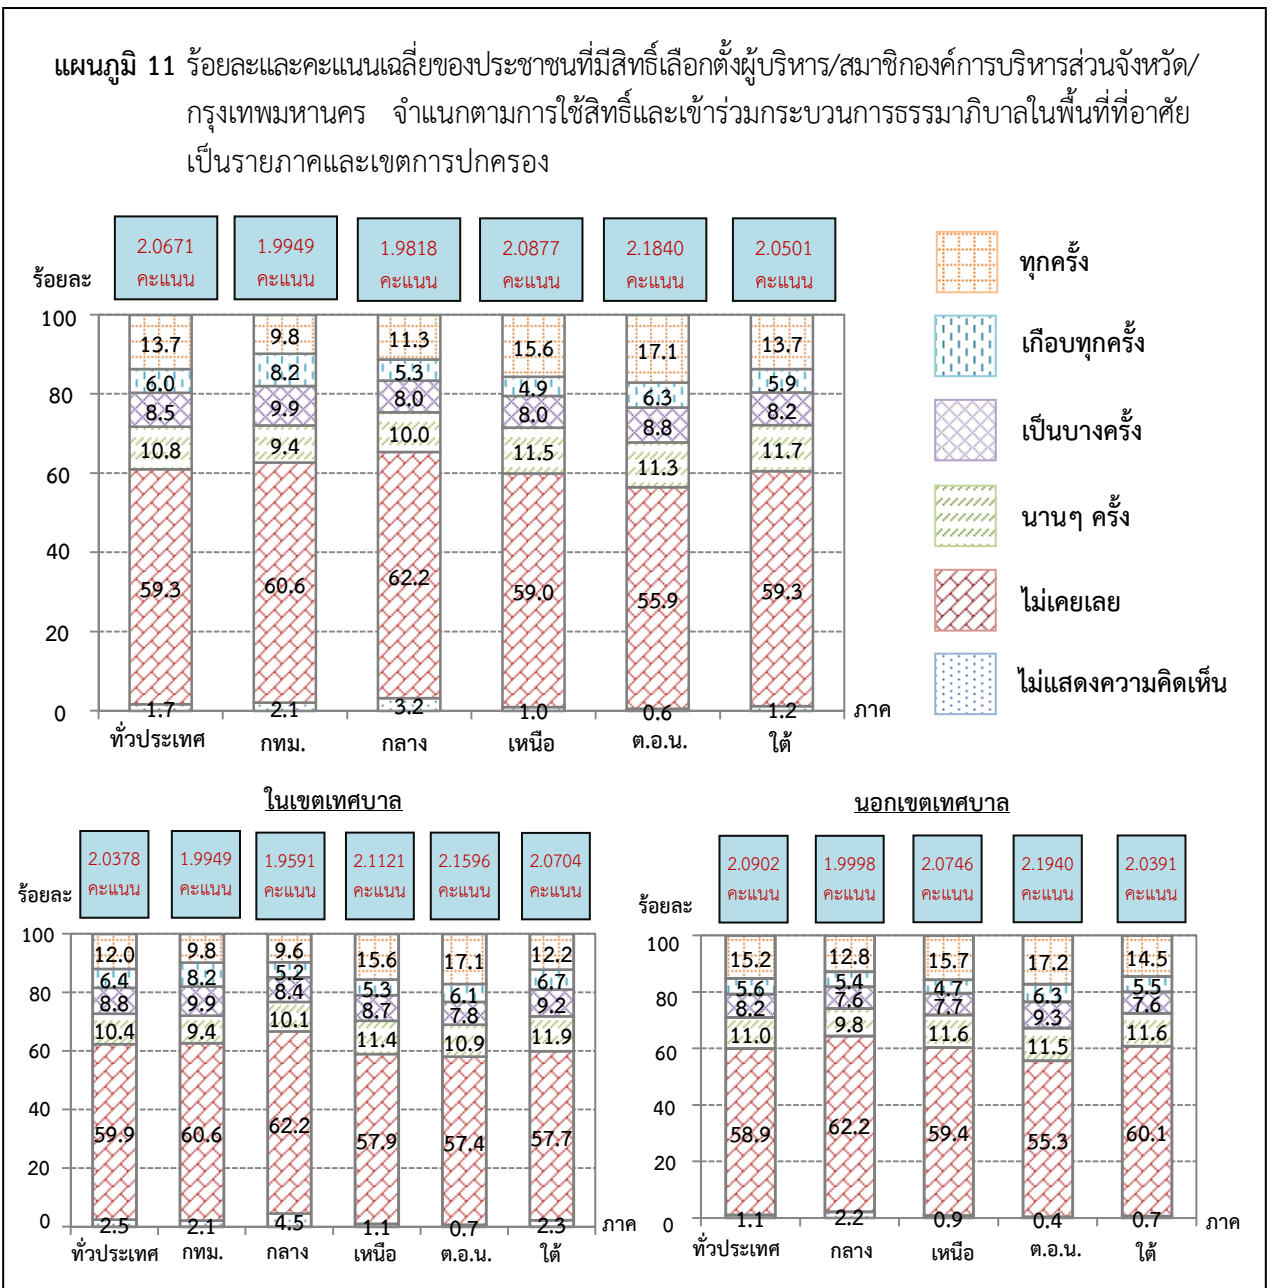 แผนภูมิ 11 ร้อยละและคะแนนเฉลี่ยของประชาชนที่มีสิทธิ์เลือกตั้งผู้บริหาร/สมาชิกองค์การบริหารส่วนจังหวัด/
กรุงเทพมหานคร จำแนกตามการใช้สิทธิ์และเข้าร่วมกระบวนการธรรมาภิบาลในพื้นที่ที่อาศัย
เป็นรายภาคและเขตการปกครอง
2.0671 1.9949 1.9818 2.0877 2.1840 2.0501
คะแนน คะแนน คะแนน คะแนน คะแนน คะแนน
ร้อยละ
100
80
60
40
20
0
13.7 9.8 11.3 15.6 17.1 13.7
6.0 8.2 5.3 4.9 6.3 5.9
8.5 9.9 8.0 8.0 8.8 8.2
10.8 9.4 10.0 11.5 11.3 11.7
59.3 60.6 62.2 59.0 55.9 59.3
1.7 2.1 3.2 1.0 0.6 1.2
ภาค
ทั่วประเทศ กทม. กลาง เหนือ ต.อ.น. ใต้
ทุกครั้ง
เกือบทุกครั้ง
เป็นบางครั้ง
นานๆ ครั้ง
ไม่เคยเลย
ไม่แสดงความคิดเห็น
ในเขตเทศบาล
2.0378 1.9949 1.9591 2.1121 2.1596 2.0704
คะแนน คะแนน คะแนน คะแนน คะแนน คะแนน
ร้อยละ
100
80
60
40
20
0
12.0 9.8 9.6 15.6 17.1 12.2
6.4 8.2 5.2 5.3 6.1 6.7
8.8 9.9 8.4 8.7 7.8 9.2
10.4 9.4 10.1 11.4 10.9 11.9
59.9 60.6 62.2 57.9 57.4 57.7
2.5 2.1 4.5 1.1 0.7 2.3
ภาค
ทั่วประเทศ กทม. กลาง เหนือ ต.อ.น. ใต้
นอกเขตเทศบาล
2.0902 1.9998 2.0746 2.1940 2.0391
คะแนน คะแนน คะแนน คะแนน คะแนน
ร้อยละ
100
80
60
40
20
0
15.2 12.8 15.7 17.2 14.5
5.6 5.4 4.7 6.3 5.5
8.2 7.6 7.7 9.3 7.6
11.0 9.8 11.6 11.5 11.6
58.9 62.2 59.4 55.3 60.1
1.1 2.2 0.9 0.4 0.7
ภาค
ทั่วประเทศ กลาง เหนือ ต.อ.น. ใต้